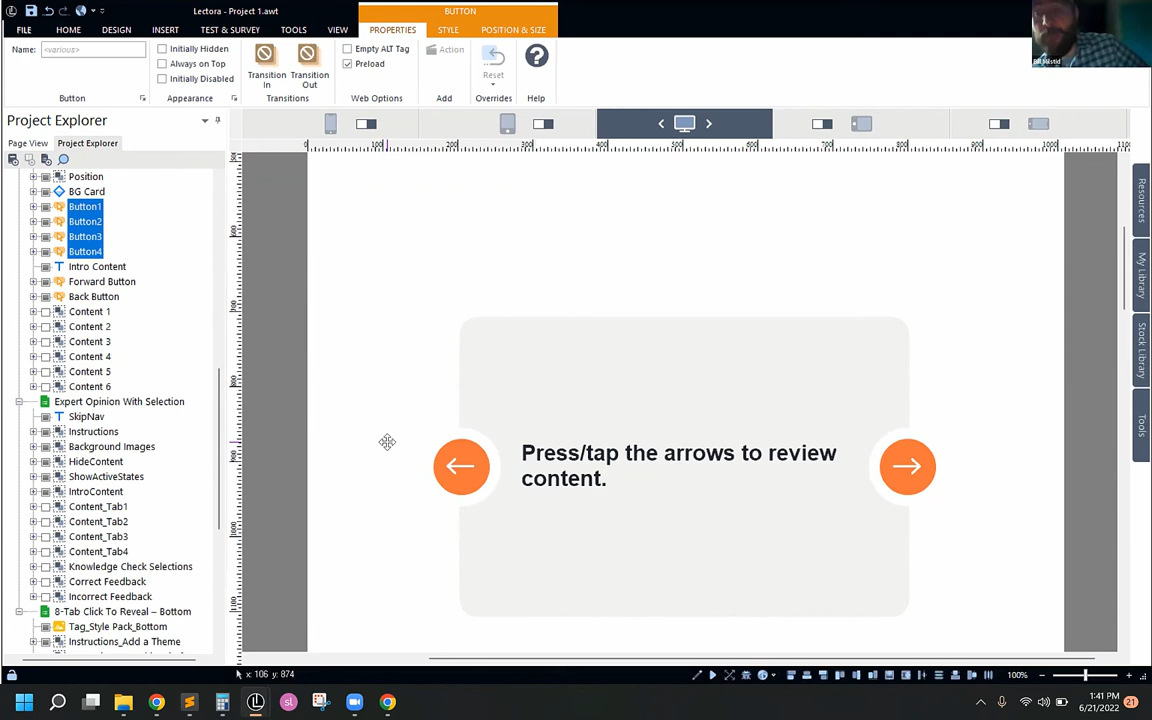 Lectora - Project 1.awt
BUTTON
FILE HOME DESIGN INSERT TEST & SURVEY TOOLS VIEW PROPERTIES STYLE POSITION & SIZE
Name: <various>
Initially Hidden
Always on Top
Initially Disabled
Transition In
Transition Out
Empty ALT Tag
Preload
Action
Reset
Button Appearance Transitions Web Options Add Overrides Help
Project Explorer
Page View Project Explorer
Position
BG Card
Button1
Button2
Button3
Button4
Intro Content
Forward Button
Back Button
Content 1
Content 2
Content 3
Content 4
Content 5
Content 6
Expert Opinion With Selection
SkipNav
Instructions
Background Images
HideContent
ShowActiveStates
IntroContent
Content_Tab1
Content_Tab2
Content_Tab3
Content_Tab4
Knowledge Check Selections
Correct Feedback
Incorrect Feedback
8-Tab Click To Reveal – Bottom
Tag_Style Pack_Bottom
Instructions_Add a Theme
Press/tap the arrows to review
content.
Resources
My Library
Stock Library
Tools
Bill Milstid
x: 106 y: 874
100%
1:41 PM
6/21/2022
21